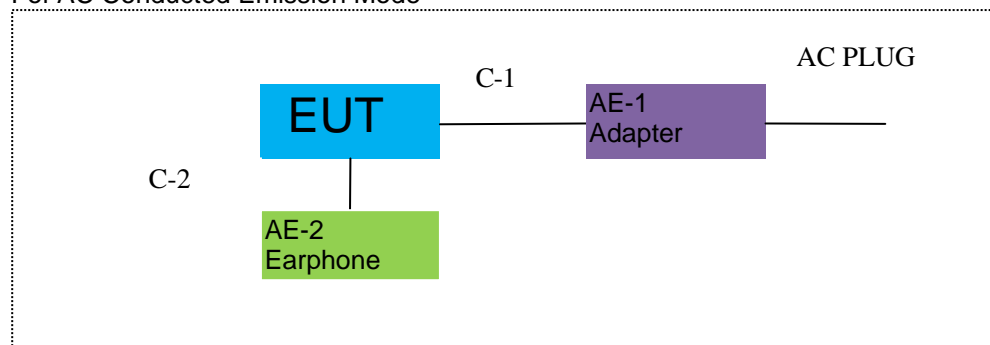 For AC Conducted Emission Mode
AC PLUG
C-1
EUT
AE-1
Adapter
C-2
AE-2
Earphone